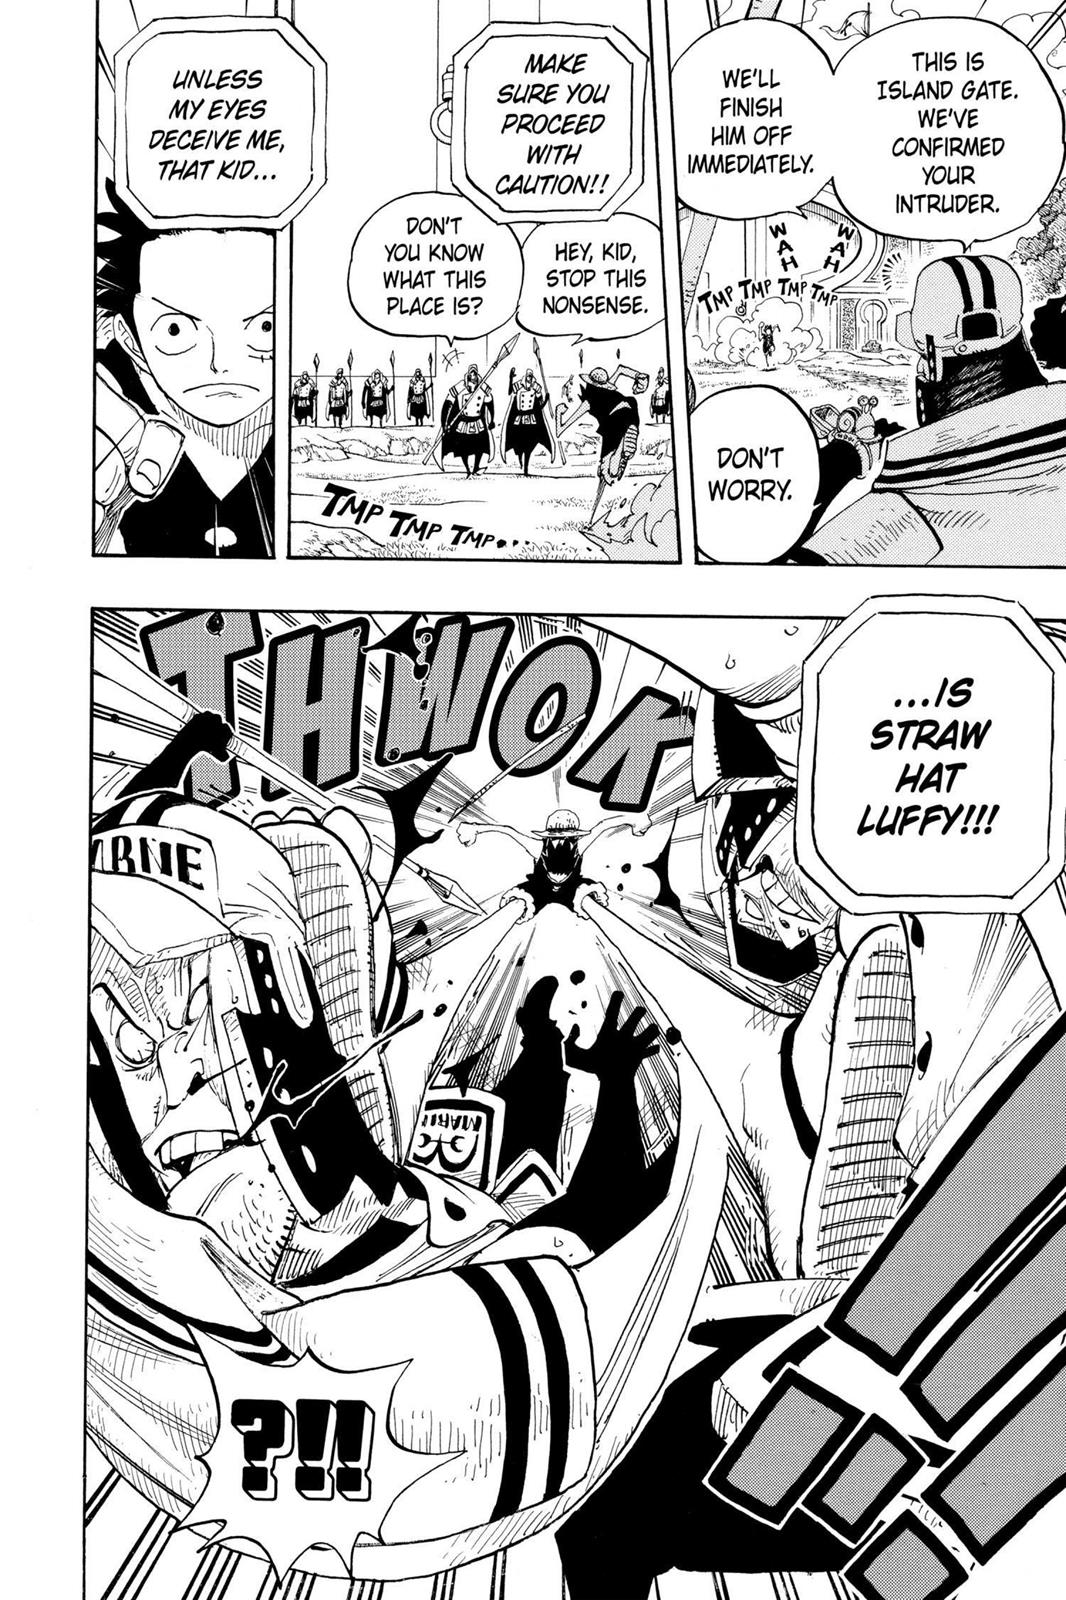 THIS IS
ISLAND GATE.
WE'VE
CONFIRMED
YOUR
INTRUDER.
WE'LL
FINISH
HIM OFF
IMMEDIATELY.
WAH
WAH
TMP TMP TMP TMP
DON'T
WORRY.
MAKE
SURE YOU
PROCEED
WITH
CAUTION!!
HEY, KID,
STOP THIS
NONSENSE.
DON'T
YOU KNOW
WHAT THIS
PLACE IS?
TMP TMP TMP...
UNLESS
MY EYES
DECEIVE ME,
THAT KID...
...IS
STRAW
HAT
LUFFY!!!
THWOK
?!!